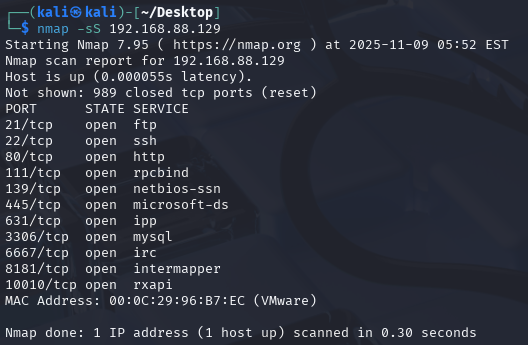 ┌──(kali㉿kali)-[~/Desktop]
└─$ nmap -sS 192.168.88.129
Starting Nmap 7.95 ( https://nmap.org ) at 2025-11-09 05:52 EST
Nmap scan report for 192.168.88.129
Host is up (0.000055s latency).
Not shown: 989 closed tcp ports (reset)
PORT      STATE SERVICE
21/tcp    open  ftp
22/tcp    open  ssh
80/tcp    open  http
111/tcp   open  rpcbind
139/tcp   open  netbios-ssn
445/tcp   open  microsoft-ds
631/tcp   open  ipp
3306/tcp  open  mysql
6667/tcp  open  irc
8181/tcp  open  intermapper
10010/tcp open  rxapi
MAC Address: 00:0C:29:96:B7:EC (VMware)

Nmap done: 1 IP address (1 host up) scanned in 0.30 seconds